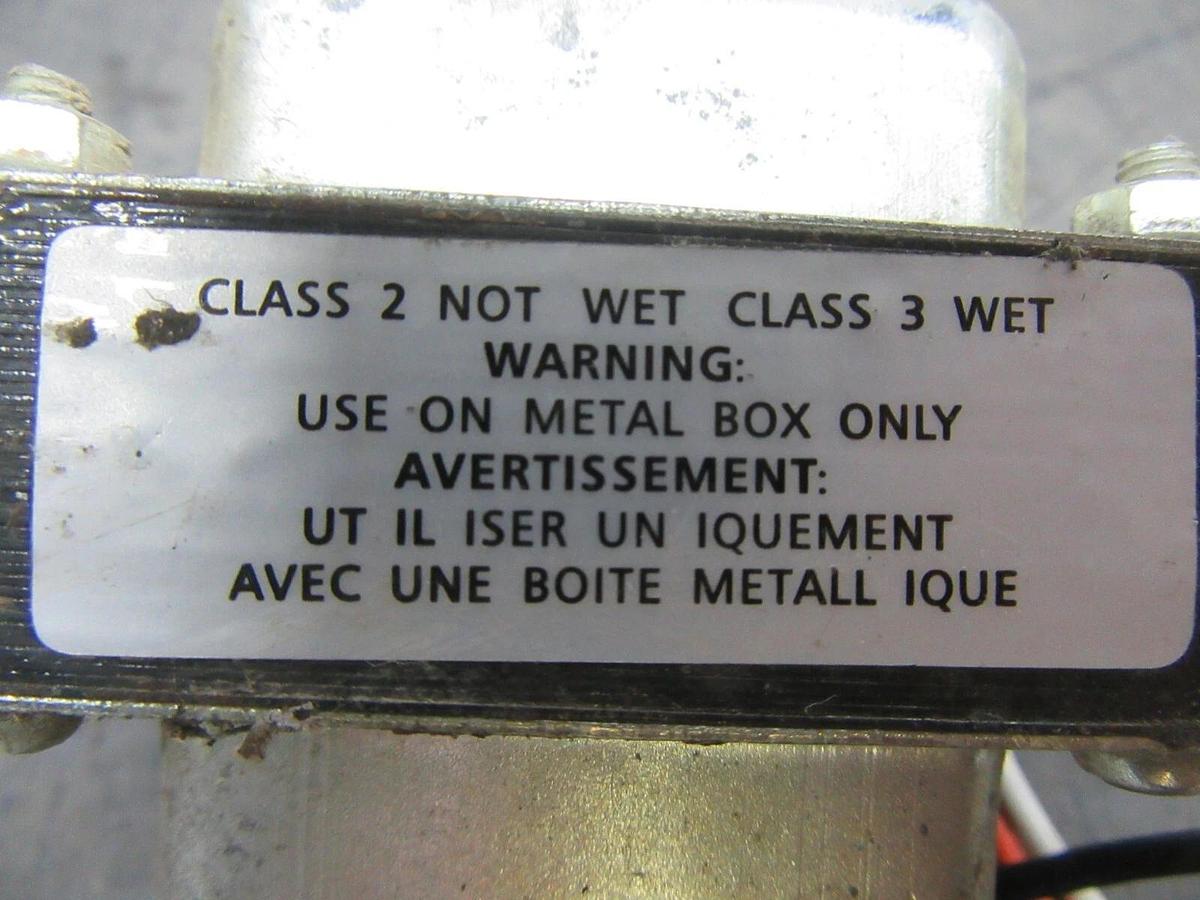 CLASS 2 NOT WET CLASS 3 WET
WARNING:
USE ON METAL BOX ONLY
AVERTISSEMENT:
UT IL ISER UN IQUEMENT
AVEC UNE BOITE METALL IQUE